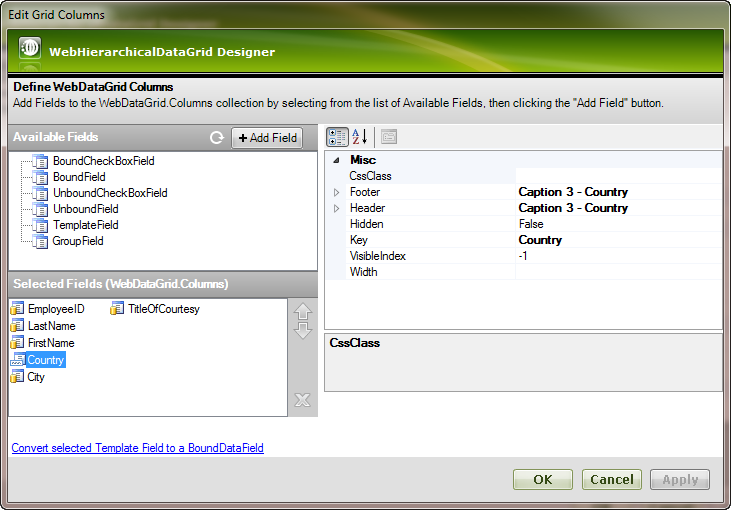 Edit Grid Columns
WebHierarchicalDataGrid Designer
Define WebDataGrid Columns
Add Fields to the WebDataGrid.Columns collection by selecting from the list of Available Fields, then clicking the "Add Field" button.
Available Fields
+ Add Field
BoundCheckBoxField
BoundField
UnboundCheckBoxField
UnboundField
TemplateField
GroupField
Selected Fields (WebDataGrid.Columns)
EmployeeID
LastName
FirstName
Country
City
TitleOfCourtesy
Convert selected Template Field to a BoundDataField
A
Z
Misc
CssClass
Footer Caption 3 - Country
Header Caption 3 - Country
Hidden False
Key Country
VisibleIndex -1
Width
CssClass
OK Cancel Apply